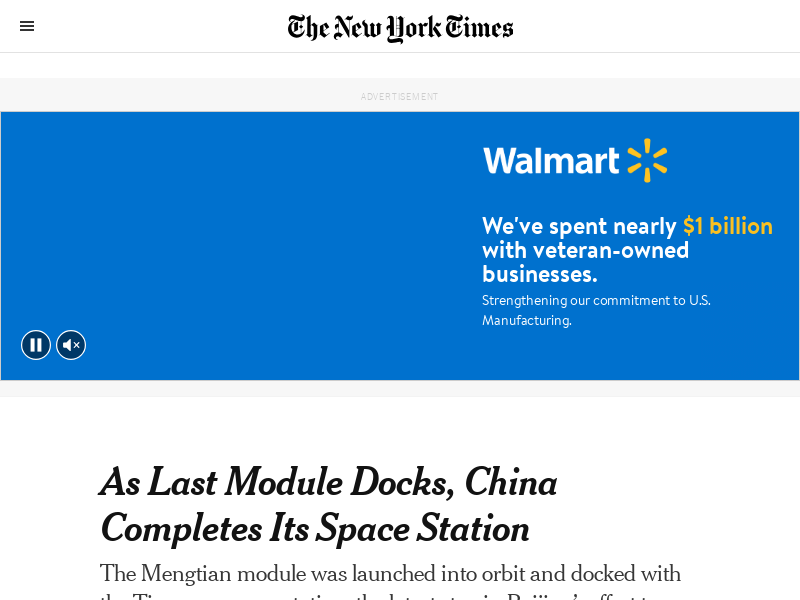 The New York Times
ADVERTISEMENT
Walmart
We've spent nearly $1 billion
with veteran-owned
businesses.
Strengthening our commitment to U.S.
Manufacturing.
As Last Module Docks, China
Completes Its Space Station
The Mengtian module was launched into orbit and docked with